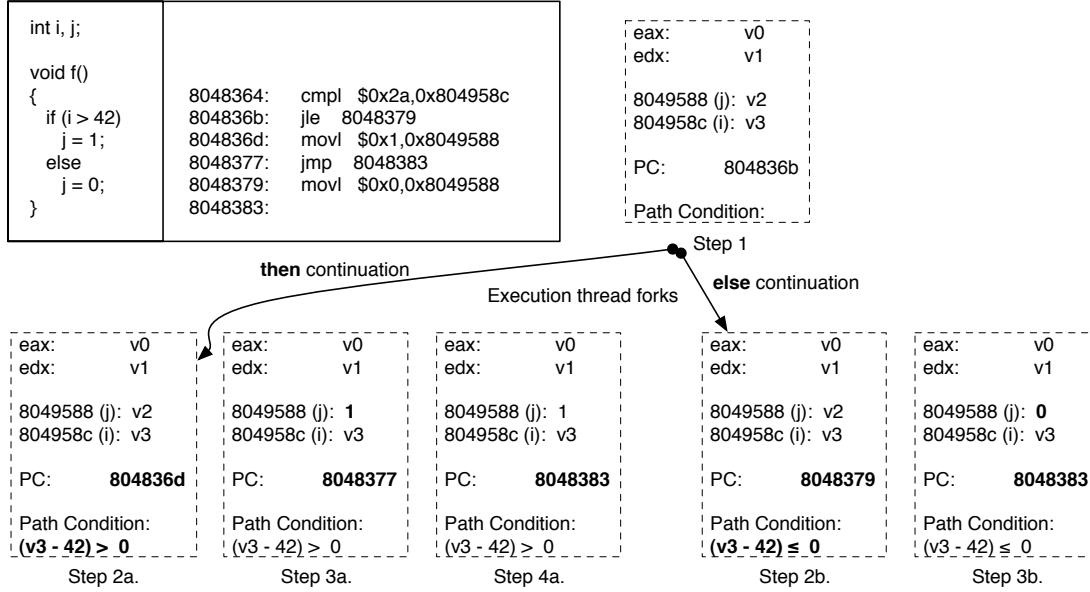 int i, j;
void f()
{
if (i > 42)
j = 1;
else
j = 0;
}
8048364: cmpl $0x2a,0x804958c
804836b: jle 8048379
804836d: movl $0x1,0x8049588
8048377: jmp 8048383
8048379: movl $0x0,0x8049588
8048383:
eax: v0
edx: v1
8049588 (j): v2
804958c (i): v3
PC: 804836b
Path Condition:
Step 1
then continuation
Execution thread forks
else continuation
eax: v0
edx: v1
8049588 (j): v2
804958c (i): v3
PC: 804836d
Path Condition:
(v3 - 42) > 0
Step 2a.
eax: v0
edx: v1
8049588 (j): 1
804958c (i): v3
PC: 8048377
Path Condition:
(v3 - 42) > 0
Step 3a.
eax: v0
edx: v1
8049588 (j): 1
804958c (i): v3
PC: 8048383
Path Condition:
(v3 - 42) > 0
Step 4a.
eax: v0
edx: v1
8049588 (j): v2
804958c (i): v3
PC: 8048379
Path Condition:
(v3 - 42) ≤ 0
Step 2b.
eax: v0
edx: v1
8049588 (j): 0
804958c (i): v3
PC: 8048383
Path Condition:
(v3 - 42) ≤ 0
Step 3b.